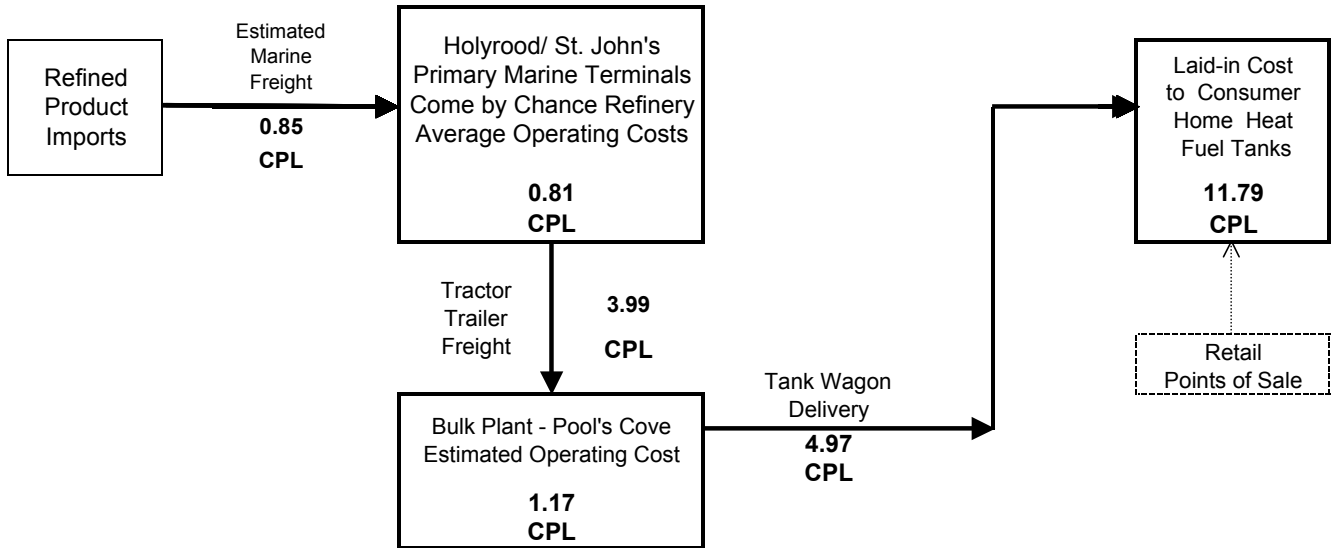 Refined
Product
Imports
Estimated
Marine
Freight
0.85
CPL
Holyrood/ St. John's
Primary Marine Terminals
Come by Chance Refinery
Average Operating Costs
0.81
CPL
Tractor
Trailer
Freight
3.99
CPL
Bulk Plant - Pool's Cove
Estimated Operating Cost
1.17
CPL
Tank Wagon
Delivery
4.97
CPL
Laid-in Cost
to Consumer
Home Heat
Fuel Tanks
11.79
CPL
Retail
Points of Sale